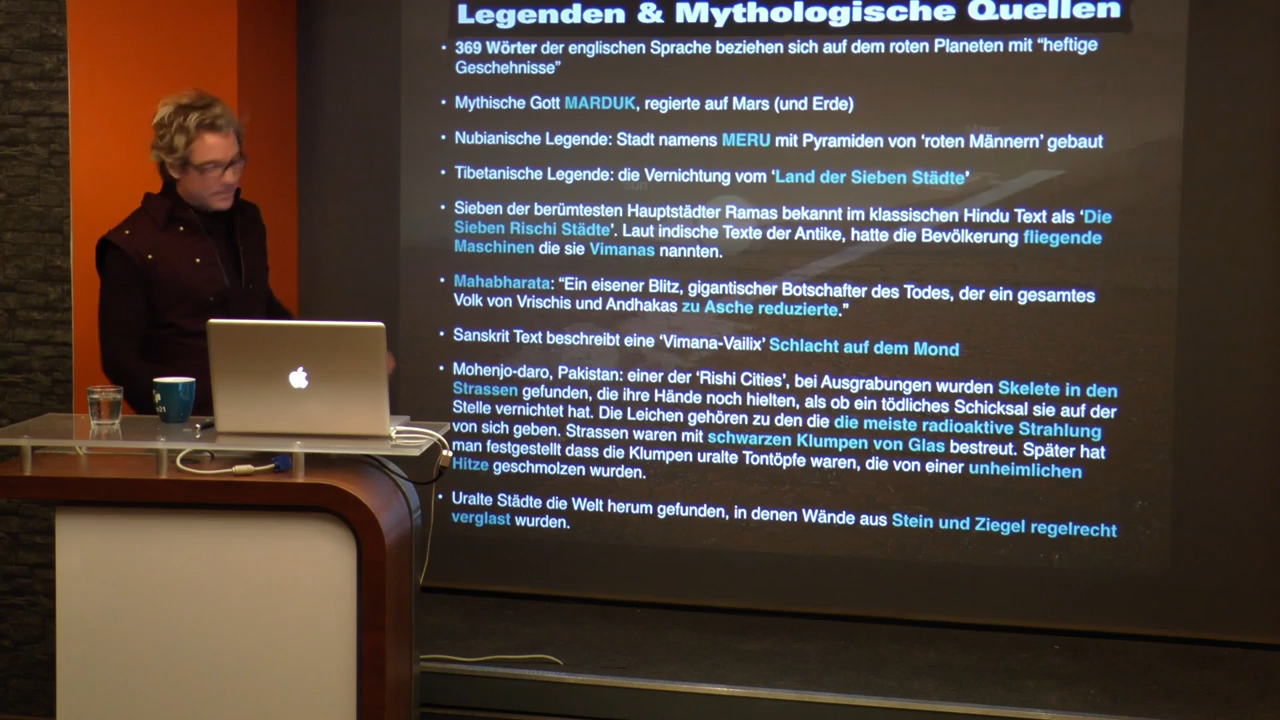 Legenden & Mythologische Quellen
• 369 Wörter der englischen Sprache beziehen sich auf dem roten Planeten mit “heftige
Geschehnisse”
• Mythische Gott MARDUK, regierte auf Mars (und Erde)
• Nubianische Legende: Stadt namens MERU mit Pyramiden von ‘roten Männern’ gebaut
• Tibetanische Legende: die Vernichtung vom ‘Land der Sieben Städte’
• Sieben der berümtesten Hauptstädter Ramas bekannt im klassischen Hindu Text als ‘Die
Sieben Rischi Städte’. Laut indische Texte der Antike, hatte die Bevölkerung fliegende
Maschinen die sie Vimanas nannten.
• Mahabharata: “Ein eisener Blitz, gigantischer Botschafter des Todes, der ein gesamtes
Volk von Vrischis und Andhakas zu Asche reduzierte.”
• Sanskrit Text beschreibt eine ‘Vimana-Vailix’ Schlacht auf dem Mond
• Mohenjo-daro, Pakistan: einer der ‘Rishi Cities’, bei Ausgrabungen wurden Skelete in den
Strassen gefunden, die ihre Hände noch hielten, als ob ein tödliches Schicksal sie auf der
Stelle vernichtet hat. Die Leichen gehören zu den die die meiste radioaktive Strahlung
von sich geben. Strassen waren mit schwarzen Klumpen von Glas bestreut. Später hat
man festgestellt dass die Klumpen uralte Tontöpfe waren, die von einer unheimlichen
Hitze geschmolzen wurden.
• Uralte Städte die Welt herum gefunden, in denen Wände aus Stein und Ziegel regelrecht
verglast wurden.